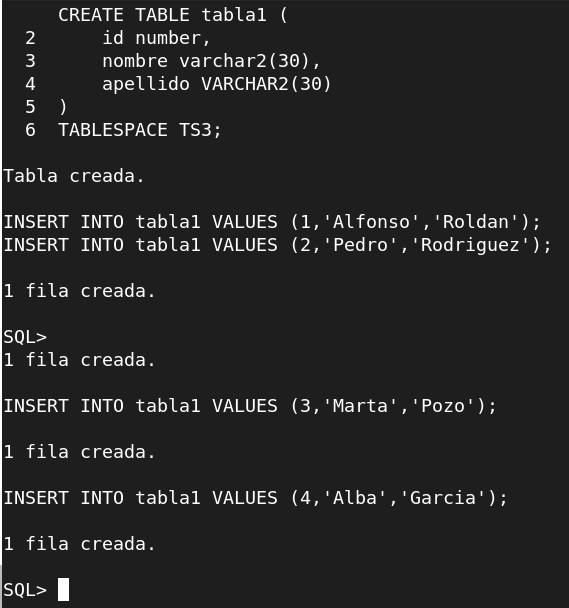 CREATE TABLE tabla1 (
2 id number,
3 nombre varchar2(30),
4 apellido VARCHAR2(30)
5 )
6 TABLESPACE TS3;
Tabla creada.
INSERT INTO tabla1 VALUES (1,'Alfonso','Roldan');
INSERT INTO tabla1 VALUES (2,'Pedro','Rodriguez');
1 fila creada.
SQL>
1 fila creada.
INSERT INTO tabla1 VALUES (3,'Marta','Pozo');
1 fila creada.
INSERT INTO tabla1 VALUES (4,'Alba','Garcia');
1 fila creada.
SQL>